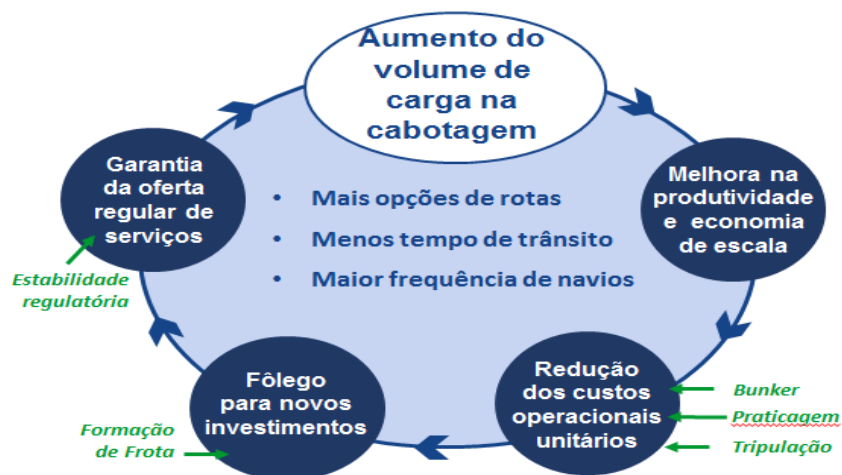 Aumento do
volume de
carga na
cabotagem
Garantia
da oferta
regular de
serviços
Melhora na
produtividade
e economia
de escala
• Mais opções de rotas
• Menos tempo de trânsito
• Maior frequência de navios
Estabilidade
regulatória
Fôlego
para novos
investimentos
Redução
dos custos
operacionais
unitários
Bunker
Praticagem
Tripulação
Formação
de Frota